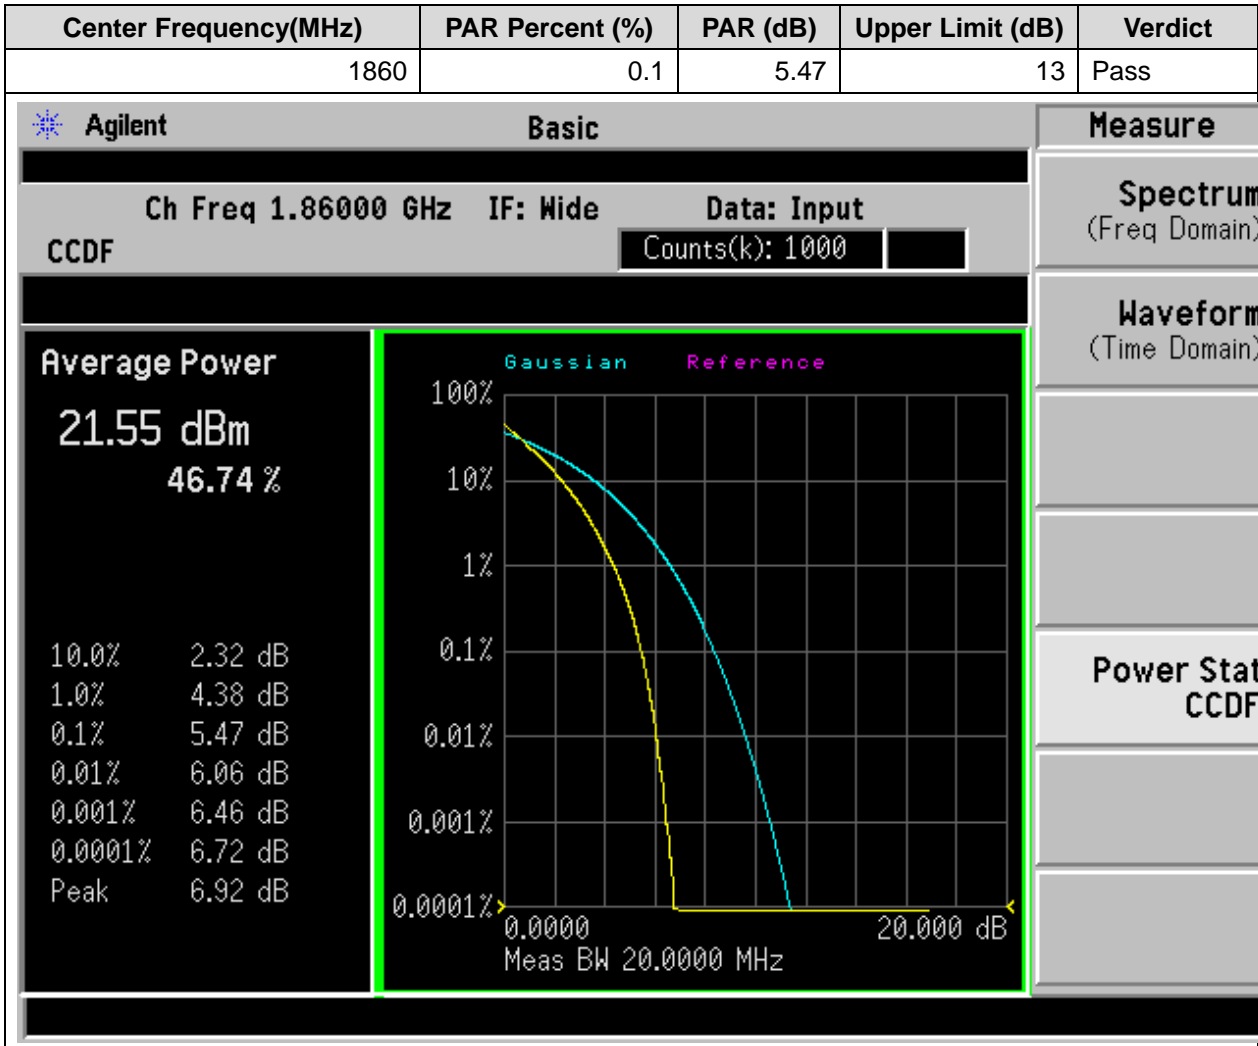 Center Frequency(MHz) PAR Percent (%) PAR (dB) Upper Limit (dB) Verdict
1860 0.1 5.47 13 Pass
Agilent Basic Measure
Ch Freq 1.86000 GHz IF: Wide Data: Input
CCDF Counts(k): 1000
Spectrum
(Freq Domain)
Waveform
(Time Domain)
Power Stat
CCDF
Average Power
21.55 dBm
46.74 %
10.0% 2.32 dB
1.0% 4.38 dB
0.1% 5.47 dB
0.01% 6.06 dB
0.001% 6.46 dB
0.0001% 6.72 dB
Peak 6.92 dB
Gaussian Reference
100%
10%
1%
0.1%
0.01%
0.001%
0.0001%
0.0000 20.000 dB
Meas BW 20.0000 MHz